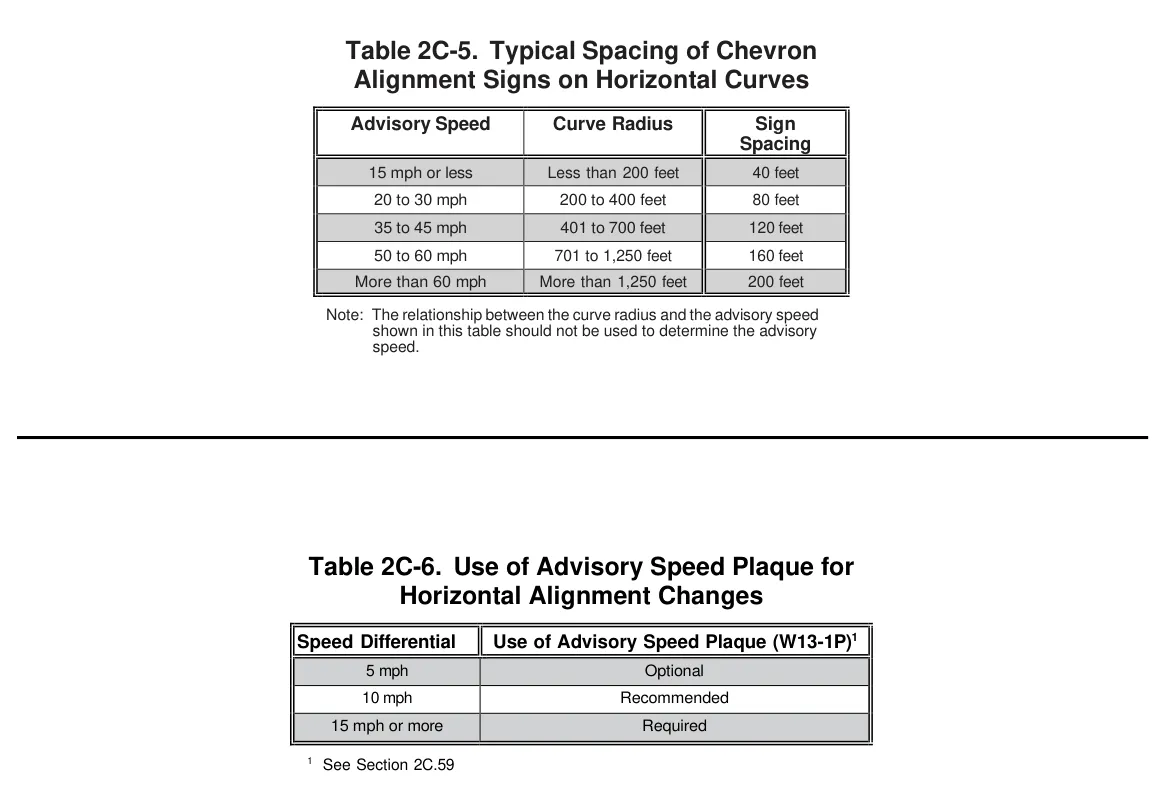 Table 2C-5. Typical Spacing of Chevron
Alignment Signs on Horizontal Curves
Advisory Speed Curve Radius Sign Spacing
15 mph or less Less than 200 feet 40 feet
20 to 30 mph 200 to 400 feet 80 feet
35 to 45 mph 401 to 700 feet 120 feet
50 to 60 mph 701 to 1,250 feet 160 feet
More than 60 mph More than 1,250 feet 200 feet
Note: The relationship between the curve radius and the advisory speed
shown in this table should not be used to determine the advisory
speed.
Table 2C-6. Use of Advisory Speed Plaque for
Horizontal Alignment Changes
Speed Differential Use of Advisory Speed Plaque (W13-1P)¹
5 mph Optional
10 mph Recommended
15 mph or more Required
¹ See Section 2C.59